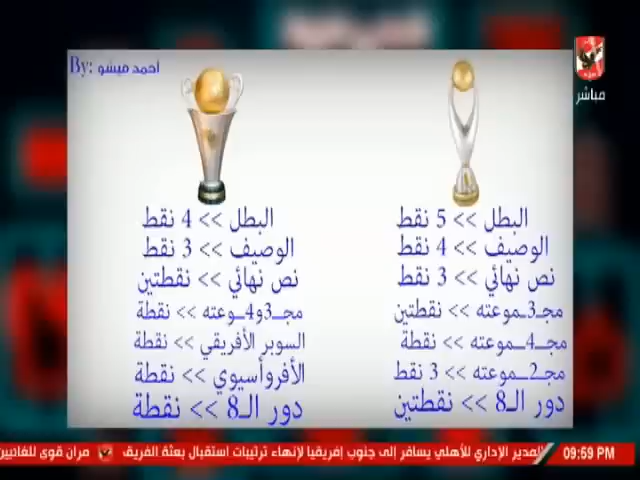 By: احمد ميشو
مباشر
البطل >> 5 نقط
الوصيف >> 4 نقط
نص نهائي >> 3 نقط
مجـ3ـموعته >> نقطتين
مجـ4ـموعته >> نقطة
مجـ2ـموعته >> 3 نقط
دور الـ8 >> نقطتين
البطل >> 4 نقط
الوصيف >> 3 نقط
نص نهائي >> نقطتين
مجـ3و4ـوعته >> نقطة
السوبر الأفريقي >> نقطة
الأفروأسيوي >> نقطة
دور الـ8 >> نقطة
المدير الإداري للأهلي يسافر إلى جنوب إفريقيا لإنهاء ترتيبات استقبال بعثة الفريق مران قوى للغائبين
09:59 PM